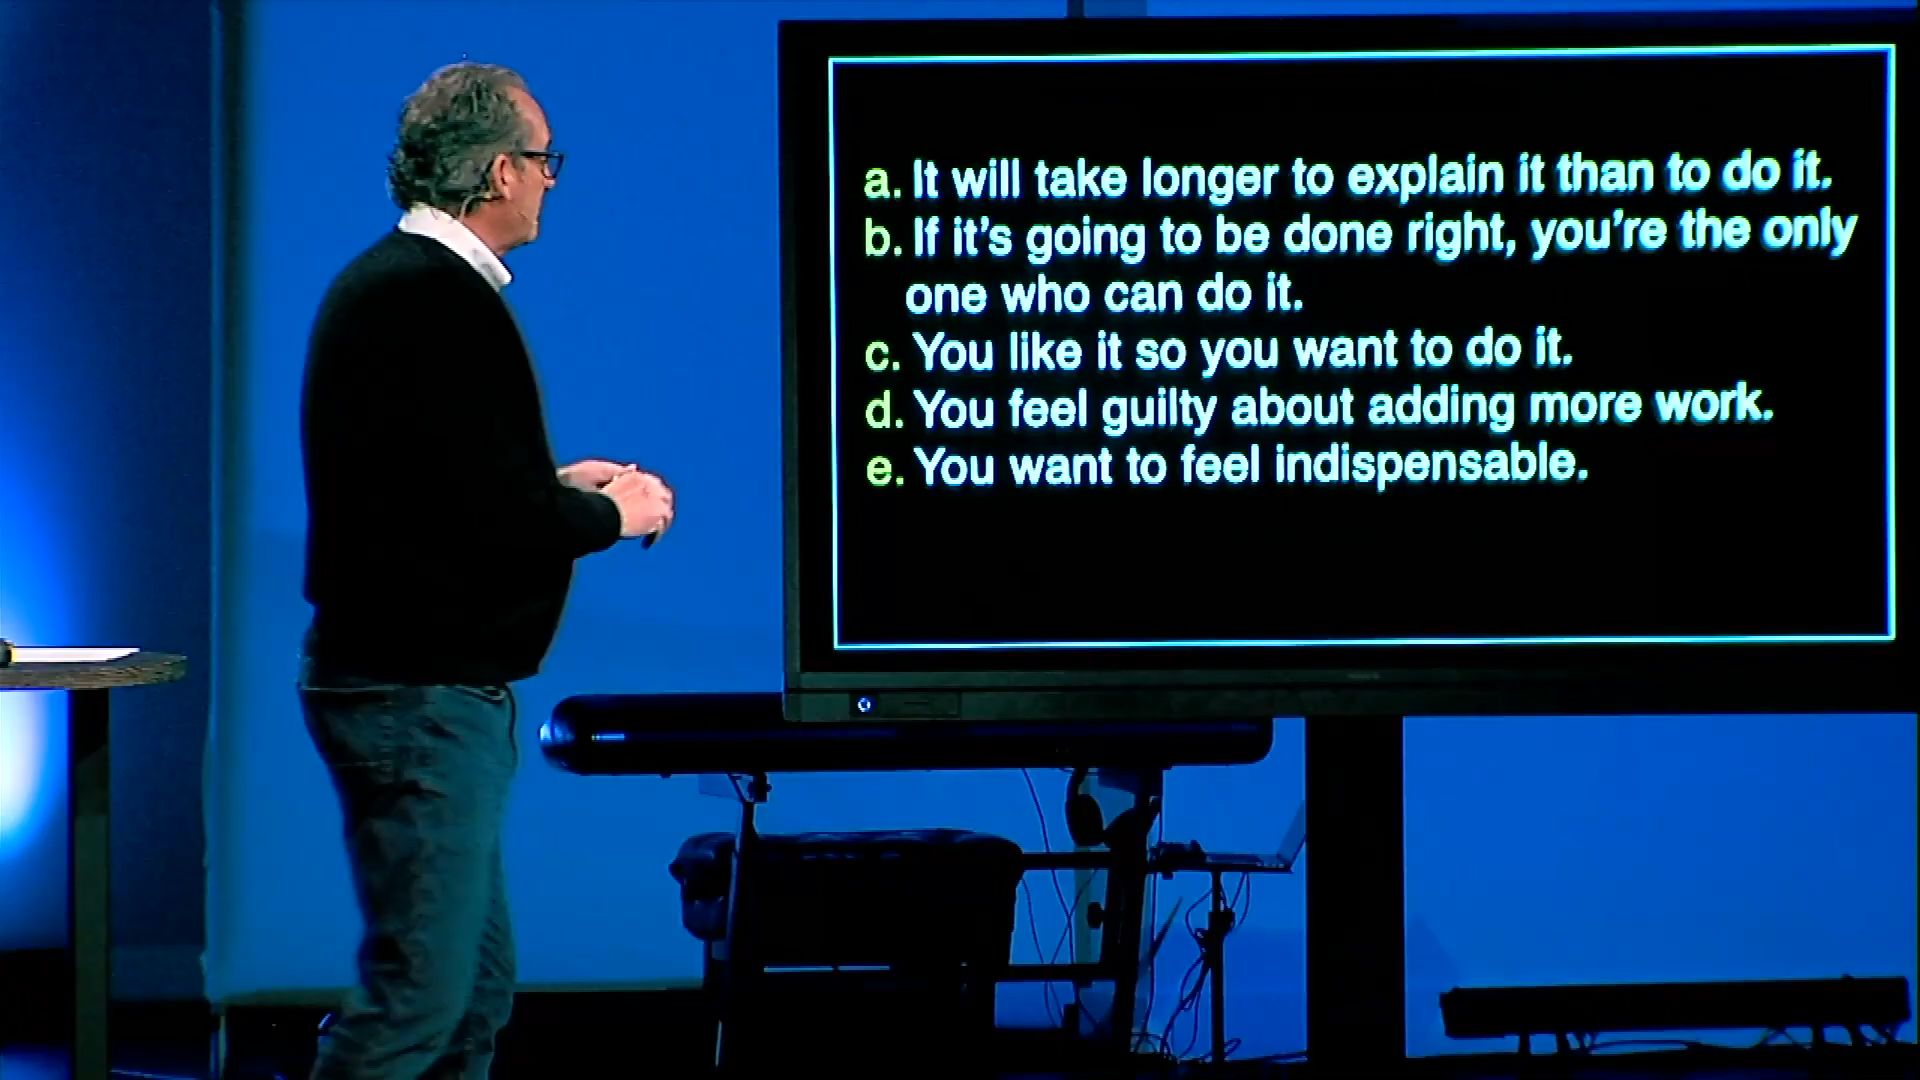 a. It will take longer to explain it than to do it.
b. If it's going to be done right, you're the only
one who can do it.
c. You like it so you want to do it.
d. You feel guilty about adding more work.
e. You want to feel indispensable.